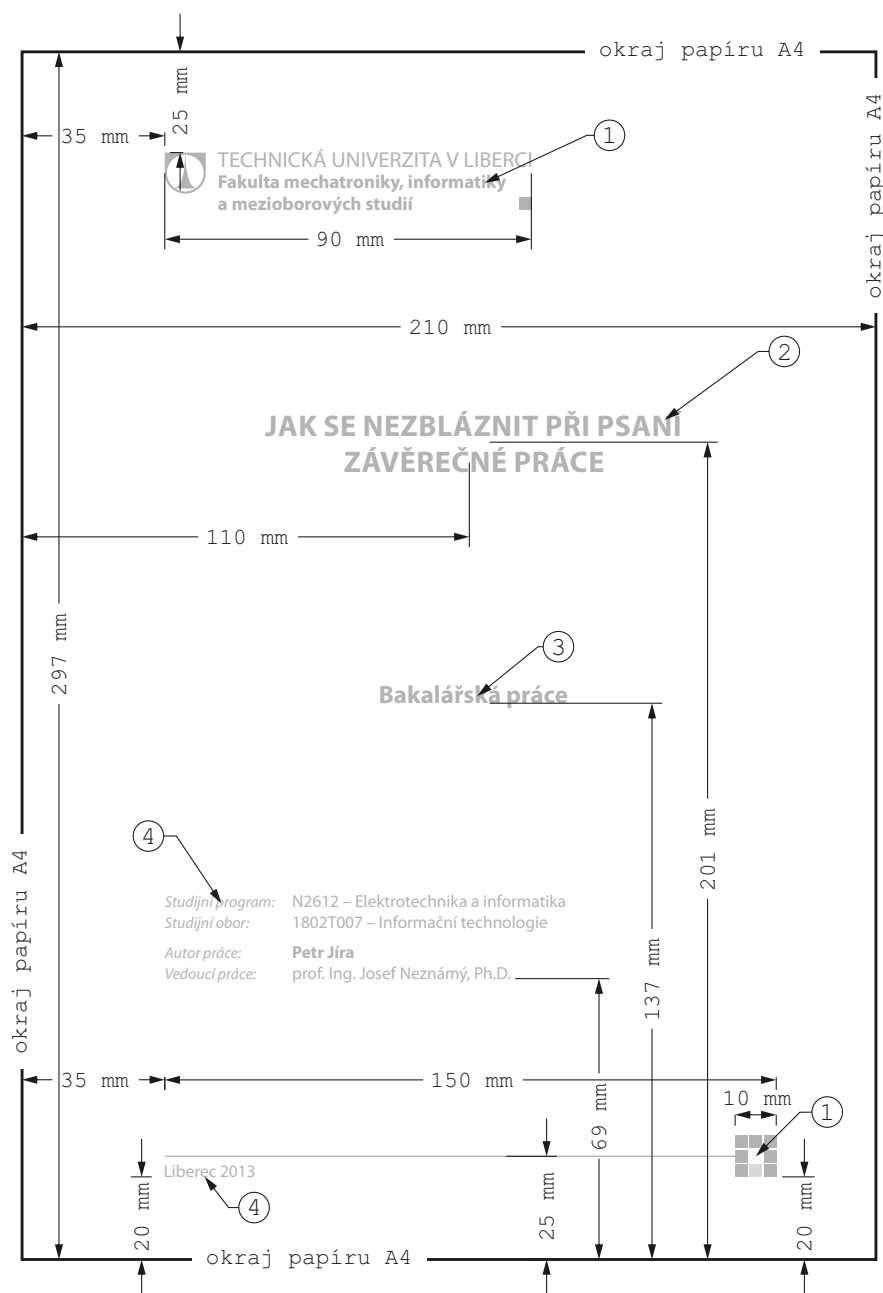 okraj papíru A4
okraj papíru A4
25 mm
35 mm
1
TECHNICKÁ UNIVERZITA V LIBERCI
Fakulta mechatroniky, informatiky
a mezioborových studií
90 mm
210 mm
2
JAK SE NEZBLÁZNIT PŘI PSANÍ
ZÁVĚREČNÉ PRÁCE
110 mm
297 mm
3
Bakalářská práce
201 mm
4
okraj papíru A4
Studijní program: N2612 – Elektrotechnika a informatika
Studijní obor: 1802T007 – Informační technologie
Autor práce: Petr Jíra
Vedoucí práce: prof. Ing. Josef Neznámý, Ph.D.
137 mm
35 mm
150 mm
10 mm
1
69 mm
Liberec 2013
4
20 mm
25 mm
20 mm
okraj papíru A4